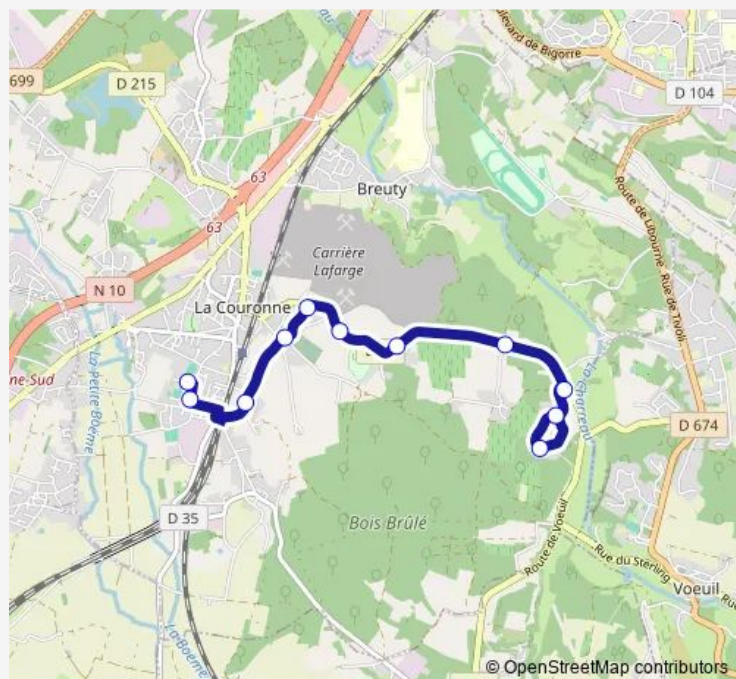 699
D 215
oulevard de Bigorre
D 104
63
Breuty
63
Carrière
Lafarge
Route de Libourne - Rue de Tivoli
N 10
La Couronne
La Petite Boëme
ne-Sud
La Charreau
D 674
D 35
Bois Brûlé
Route de Voeuil
Rue du Sterling
Rue
Voeuil
La Boëme
© OpenStreetMap contributors